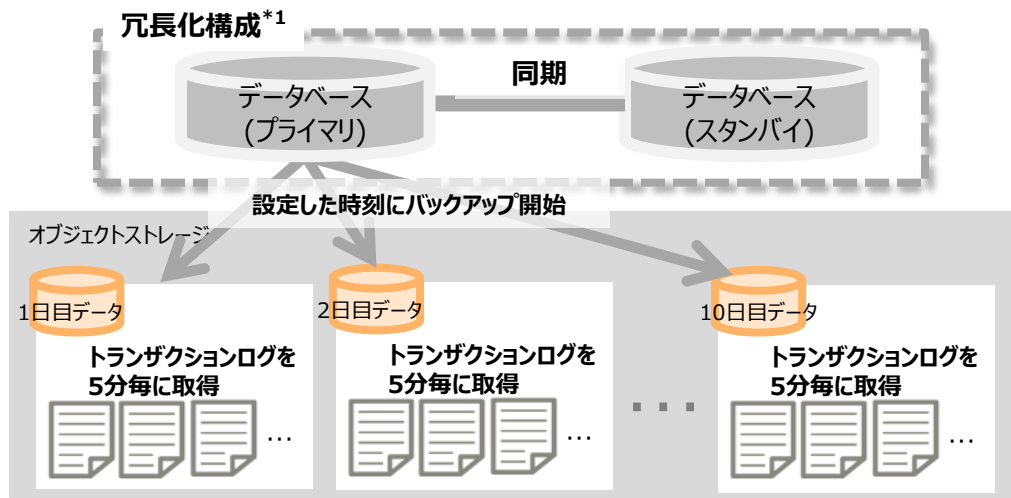 冗長化構成*1
同期
データベース
(プライマリ)
データベース
(スタンバイ)
設定した時刻にバックアップ開始
オブジェクトストレージ
1日目データ
2日目データ
10日目データ
トランザクションログを
5分毎に取得
トランザクションログを
5分毎に取得
トランザクションログを
5分毎に取得
…
…
. . .
…